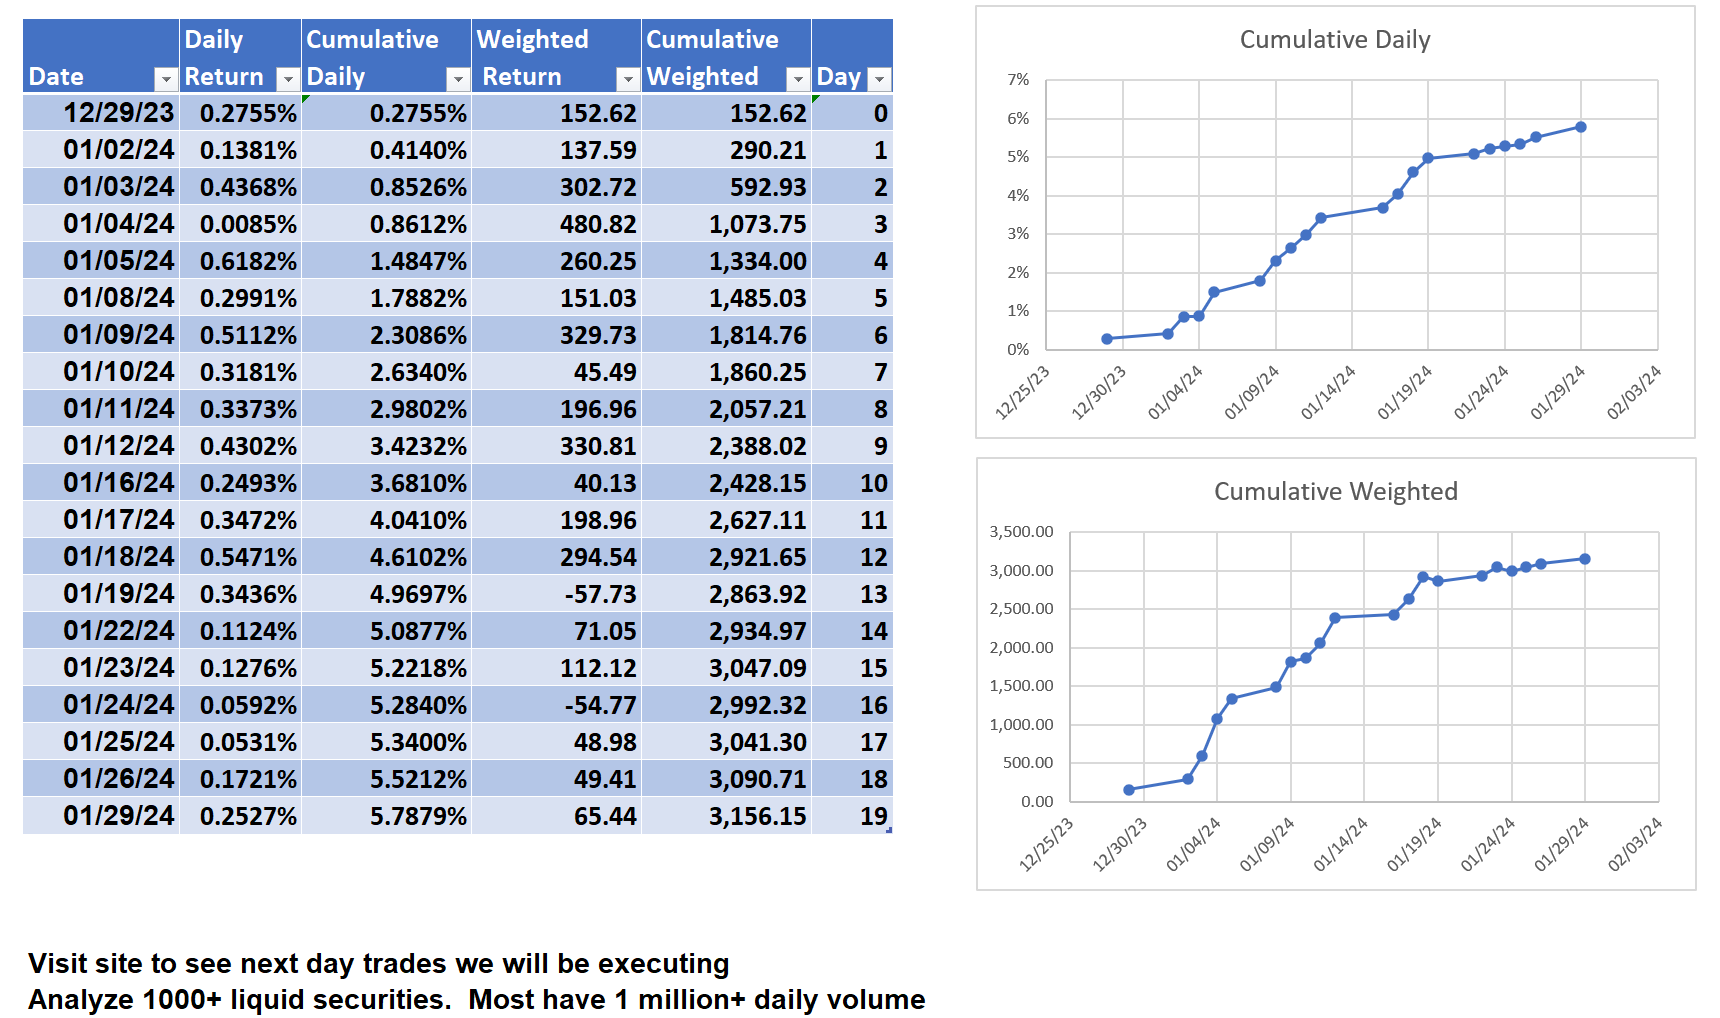 Date Daily Return Cumulative Daily Weighted Return Cumulative Weighted Day
12/29/23 0.2755% 0.2755% 152.62 152.62 0
01/02/24 0.1381% 0.4140% 137.59 290.21 1
01/03/24 0.4368% 0.8526% 302.72 592.93 2
01/04/24 0.0085% 0.8612% 480.82 1,073.75 3
01/05/24 0.6182% 1.4847% 260.25 1,334.00 4
01/08/24 0.2991% 1.7882% 151.03 1,485.03 5
01/09/24 0.5112% 2.3086% 329.73 1,814.76 6
01/10/24 0.3181% 2.6340% 45.49 1,860.25 7
01/11/24 0.3373% 2.9802% 196.96 2,057.21 8
01/12/24 0.4302% 3.4232% 330.81 2,388.02 9
01/16/24 0.2493% 3.6810% 40.13 2,428.15 10
01/17/24 0.3472% 4.0410% 198.96 2,627.11 11
01/18/24 0.5471% 4.6102% 294.54 2,921.65 12
01/19/24 0.3436% 4.9697% -57.73 2,863.92 13
01/22/24 0.1124% 5.0877% 71.05 2,934.97 14
01/23/24 0.1276% 5.2218% 112.12 3,047.09 15
01/24/24 0.0592% 5.2840% -54.77 2,992.32 16
01/25/24 0.0531% 5.3400% 48.98 3,041.30 17
01/26/24 0.1721% 5.5212% 49.41 3,090.71 18
01/29/24 0.2527% 5.7879% 65.44 3,156.15 19
Cumulative Daily
7%
6%
5%
4%
3%
2%
1%
0%
12/25/23 12/30/23 01/04/24 01/09/24 01/14/24 01/19/24 01/24/24 01/29/24 02/03/24
Cumulative Weighted
3,500.00
3,000.00
2,500.00
2,000.00
1,500.00
1,000.00
500.00
0.00
12/25/23 12/30/23 01/04/24 01/09/24 01/14/24 01/19/24 01/24/24 01/29/24 02/03/24
Visit site to see next day trades we will be executing
Analyze 1000+ liquid securities. Most have 1 million+ daily volume